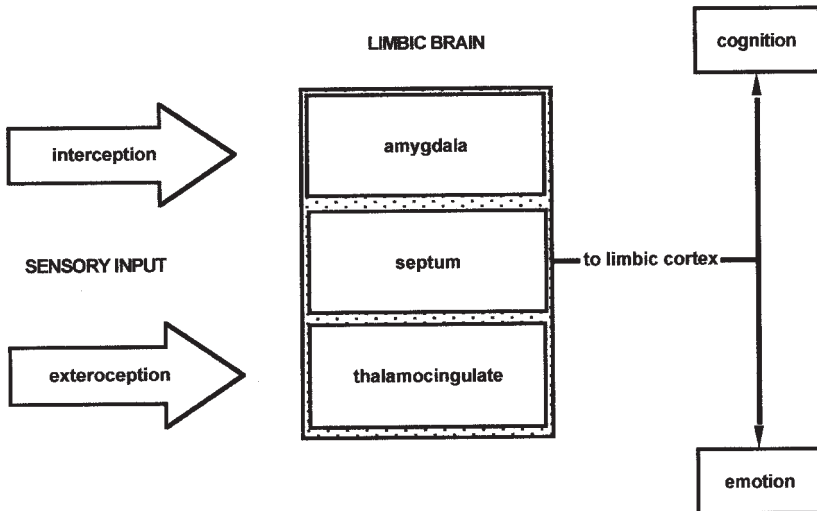 LIMBIC BRAIN
cognition
interception
amygdala
SENSORY INPUT
septum
to limbic cortex
exteroception
thalamocingulate
emotion